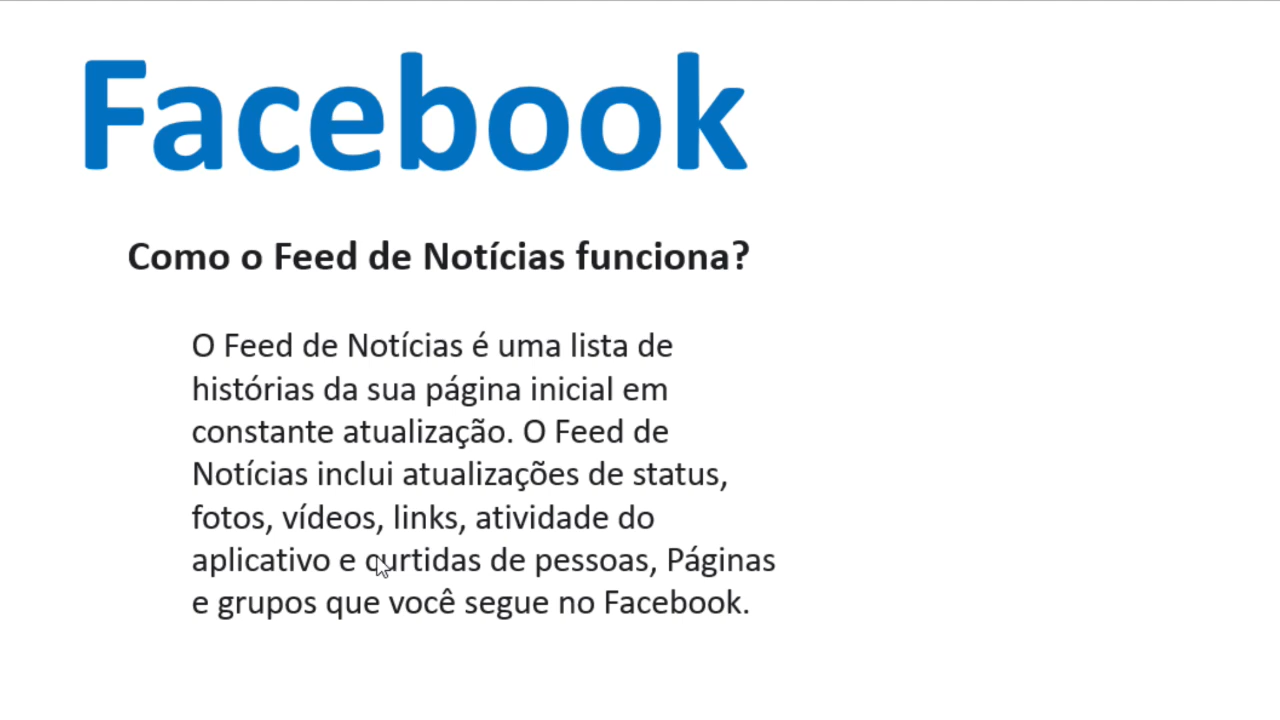 Facebook
Como o Feed de Notícias funciona?
O Feed de Notícias é uma lista de
histórias da sua página inicial em
constante atualização. O Feed de
Notícias inclui atualizações de status,
fotos, vídeos, links, atividade do
aplicativo e curtidas de pessoas, Páginas
e grupos que você segue no Facebook.